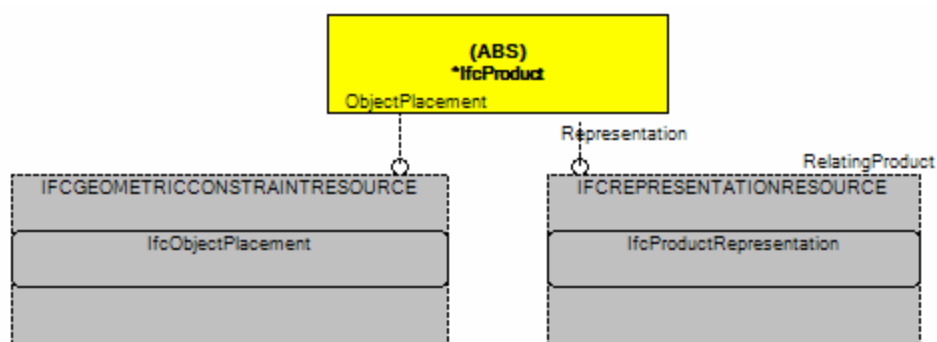 (ABS)
*IfcProduct
ObjectPlacement
Representation
RelatingProduct
IFCGEOMETRICCONSTRAINTRESOURCE
IFCREPRESENTATIONRESOURCE
IfcObjectPlacement
IfcProductRepresentation